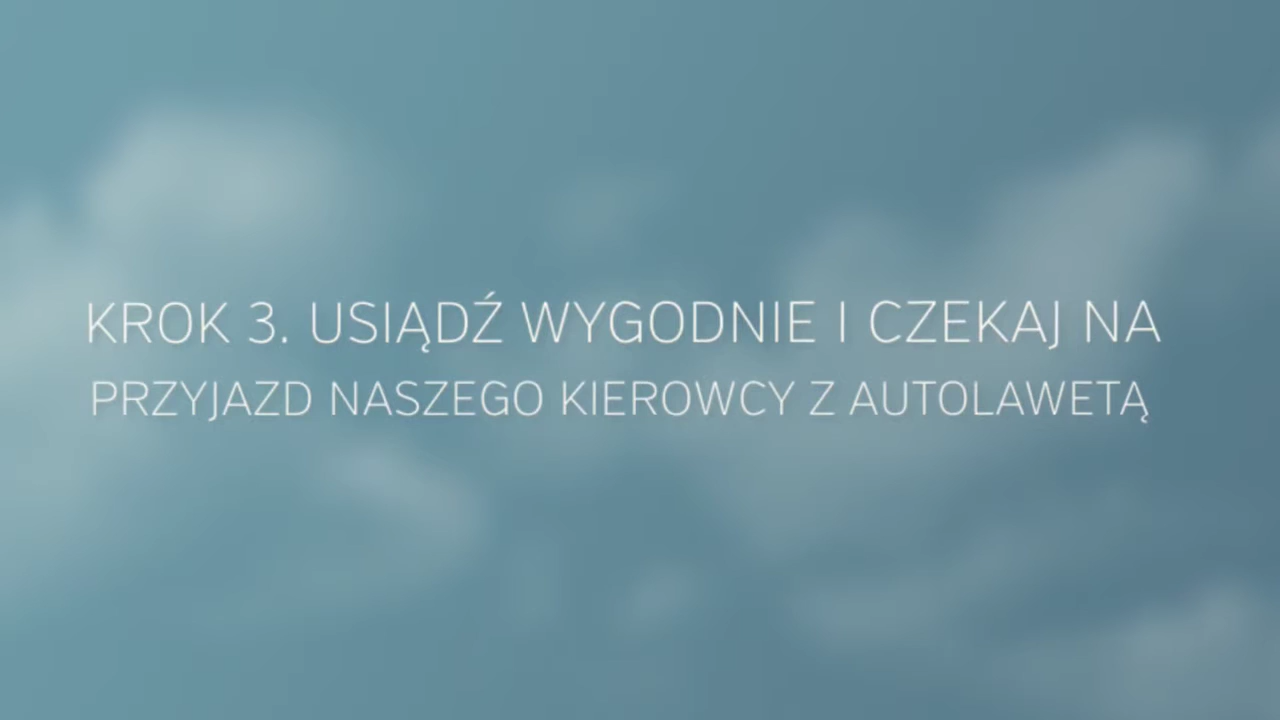 KROK 3. USIĄDŹ WYGODNIE I CZEKAJ NA
PRZYJAZD NASZEGO KIEROWCY Z AUTOLAWETĄ